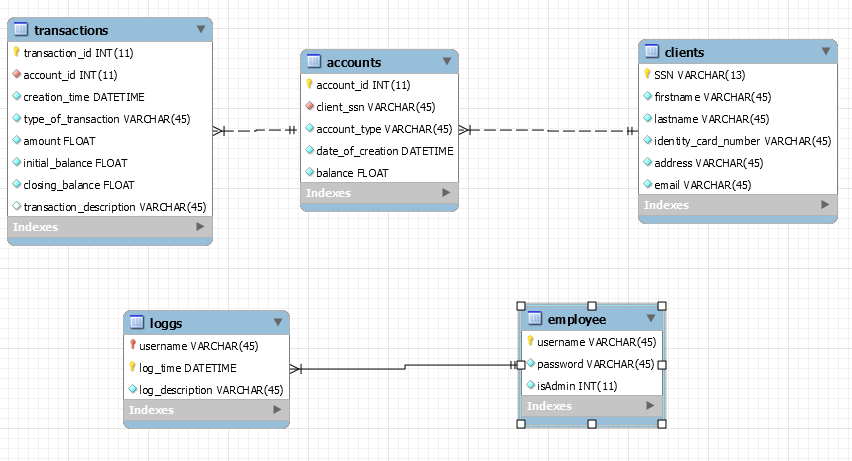 transactions
transaction_id INT(11)
account_id INT(11)
creation_time DATETIME
type_of_transaction VARCHAR(45)
amount FLOAT
initial_balance FLOAT
closing_balance FLOAT
transaction_description VARCHAR(45)
Indexes
accounts
account_id INT(11)
client_ssn VARCHAR(45)
account_type VARCHAR(45)
date_of_creation DATETIME
balance FLOAT
Indexes
clients
SSN VARCHAR(13)
firstname VARCHAR(45)
lastname VARCHAR(45)
identity_card_number VARCHAR(45)
address VARCHAR(45)
email VARCHAR(45)
Indexes
loggs
username VARCHAR(45)
log_time DATETIME
log_description VARCHAR(45)
Indexes
employee
username VARCHAR(45)
password VARCHAR(45)
isAdmin INT(11)
Indexes